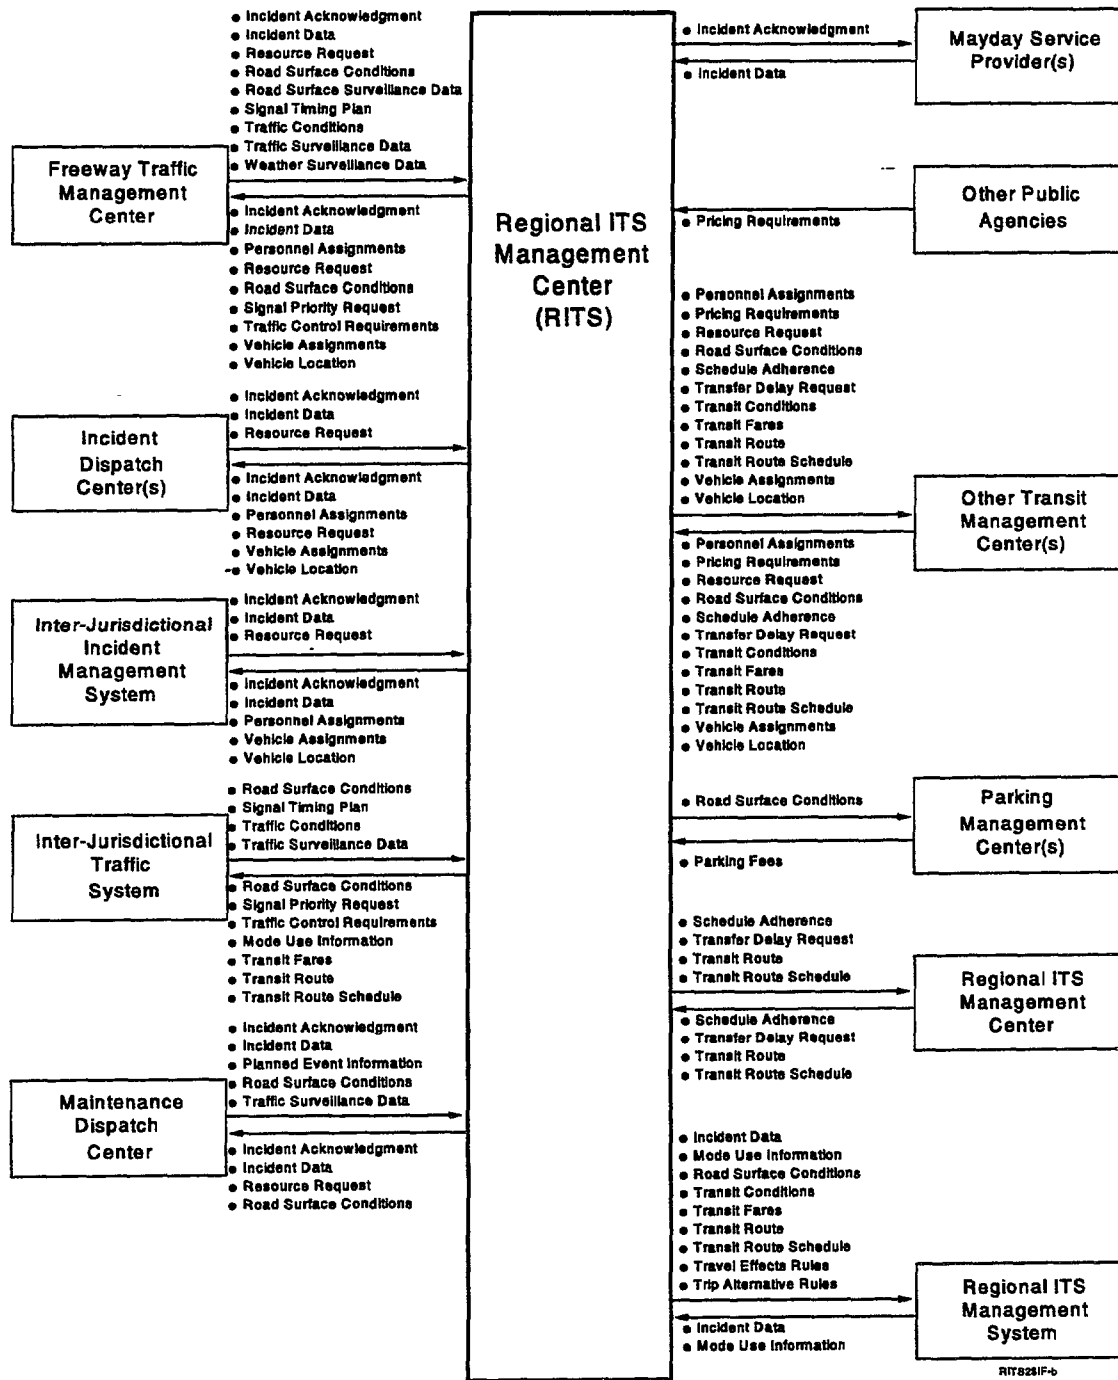 ● Incident Acknowledgment
● Incident Data
● Resource Request
● Road Surface Conditions
● Road Surface Surveillance Data
● Signal Timing Plan
● Traffic Conditions
● Traffic Surveillance Data
● Weather Surveillance Data
Freeway Traffic
Management
Center
● Incident Acknowledgment
● Incident Data
● Personnel Assignments
● Resource Request
● Road Surface Conditions
● Signal Priority Request
● Traffic Control Requirements
● Vehicle Assignments
● Vehicle Location
● Incident Acknowledgment
● Incident Data
● Resource Request
Incident
Dispatch
Center(s)
● Incident Acknowledgment
● Incident Data
● Personnel Assignments
● Resource Request
● Vehicle Assignments
● Vehicle Location
● Incident Acknowledgment
● Incident Data
● Resource Request
Inter-Jurisdictional
Incident
Management
System
● Incident Acknowledgment
● Incident Data
● Personnel Assignments
● Vehicle Assignments
● Vehicle Location
● Road Surface Conditions
● Signal Timing Plan
● Traffic Conditions
● Traffic Surveillance Data
Inter-Jurisdictional
Traffic
System
● Road Surface Conditions
● Signal Priority Request
● Traffic Control Requirements
● Mode Use Information
● Transit Fares
● Transit Route
● Transit Route Schedule
● Incident Acknowledgment
● Incident Data
● Planned Event Information
● Road Surface Conditions
● Traffic Surveillance Data
Maintenance
Dispatch
Center
● Incident Acknowledgment
● Incident Data
● Resource Request
● Road Surface Conditions
Regional ITS
Management
Center
(RITS)
● Incident Acknowledgment
Mayday Service
Provider(s)
● Incident Data
Other Public
Agencies
● Pricing Requirements
● Personnel Assignments
● Pricing Requirements
● Resource Request
● Road Surface Conditions
● Schedule Adherence
● Transfer Delay Request
● Transit Conditions
● Transit Fares
● Transit Route
● Transit Route Schedule
● Vehicle Assignments
● Vehicle Location
Other Transit
Management
Center(s)
● Personnel Assignments
● Pricing Requirements
● Resource Request
● Road Surface Conditions
● Schedule Adherence
● Transfer Delay Request
● Transit Conditions
● Transit Fares
● Transit Route
● Transit Route Schedule
● Vehicle Assignments
● Vehicle Location
● Road Surface Conditions
Parking
Management
Center(s)
● Parking Fees
● Schedule Adherence
● Transfer Delay Request
● Transit Route
● Transit Route Schedule
Regional ITS
Management
Center
● Schedule Adherence
● Transfer Delay Request
● Transit Route
● Transit Route Schedule
● Incident Data
● Mode Use Information
● Road Surface Conditions
● Transit Conditions
● Transit Fares
● Transit Route
● Transit Route Schedule
● Travel Effects Rules
● Trip Alternative Rules
Regional ITS
Management
System
● Incident Data
● Mode Use Information